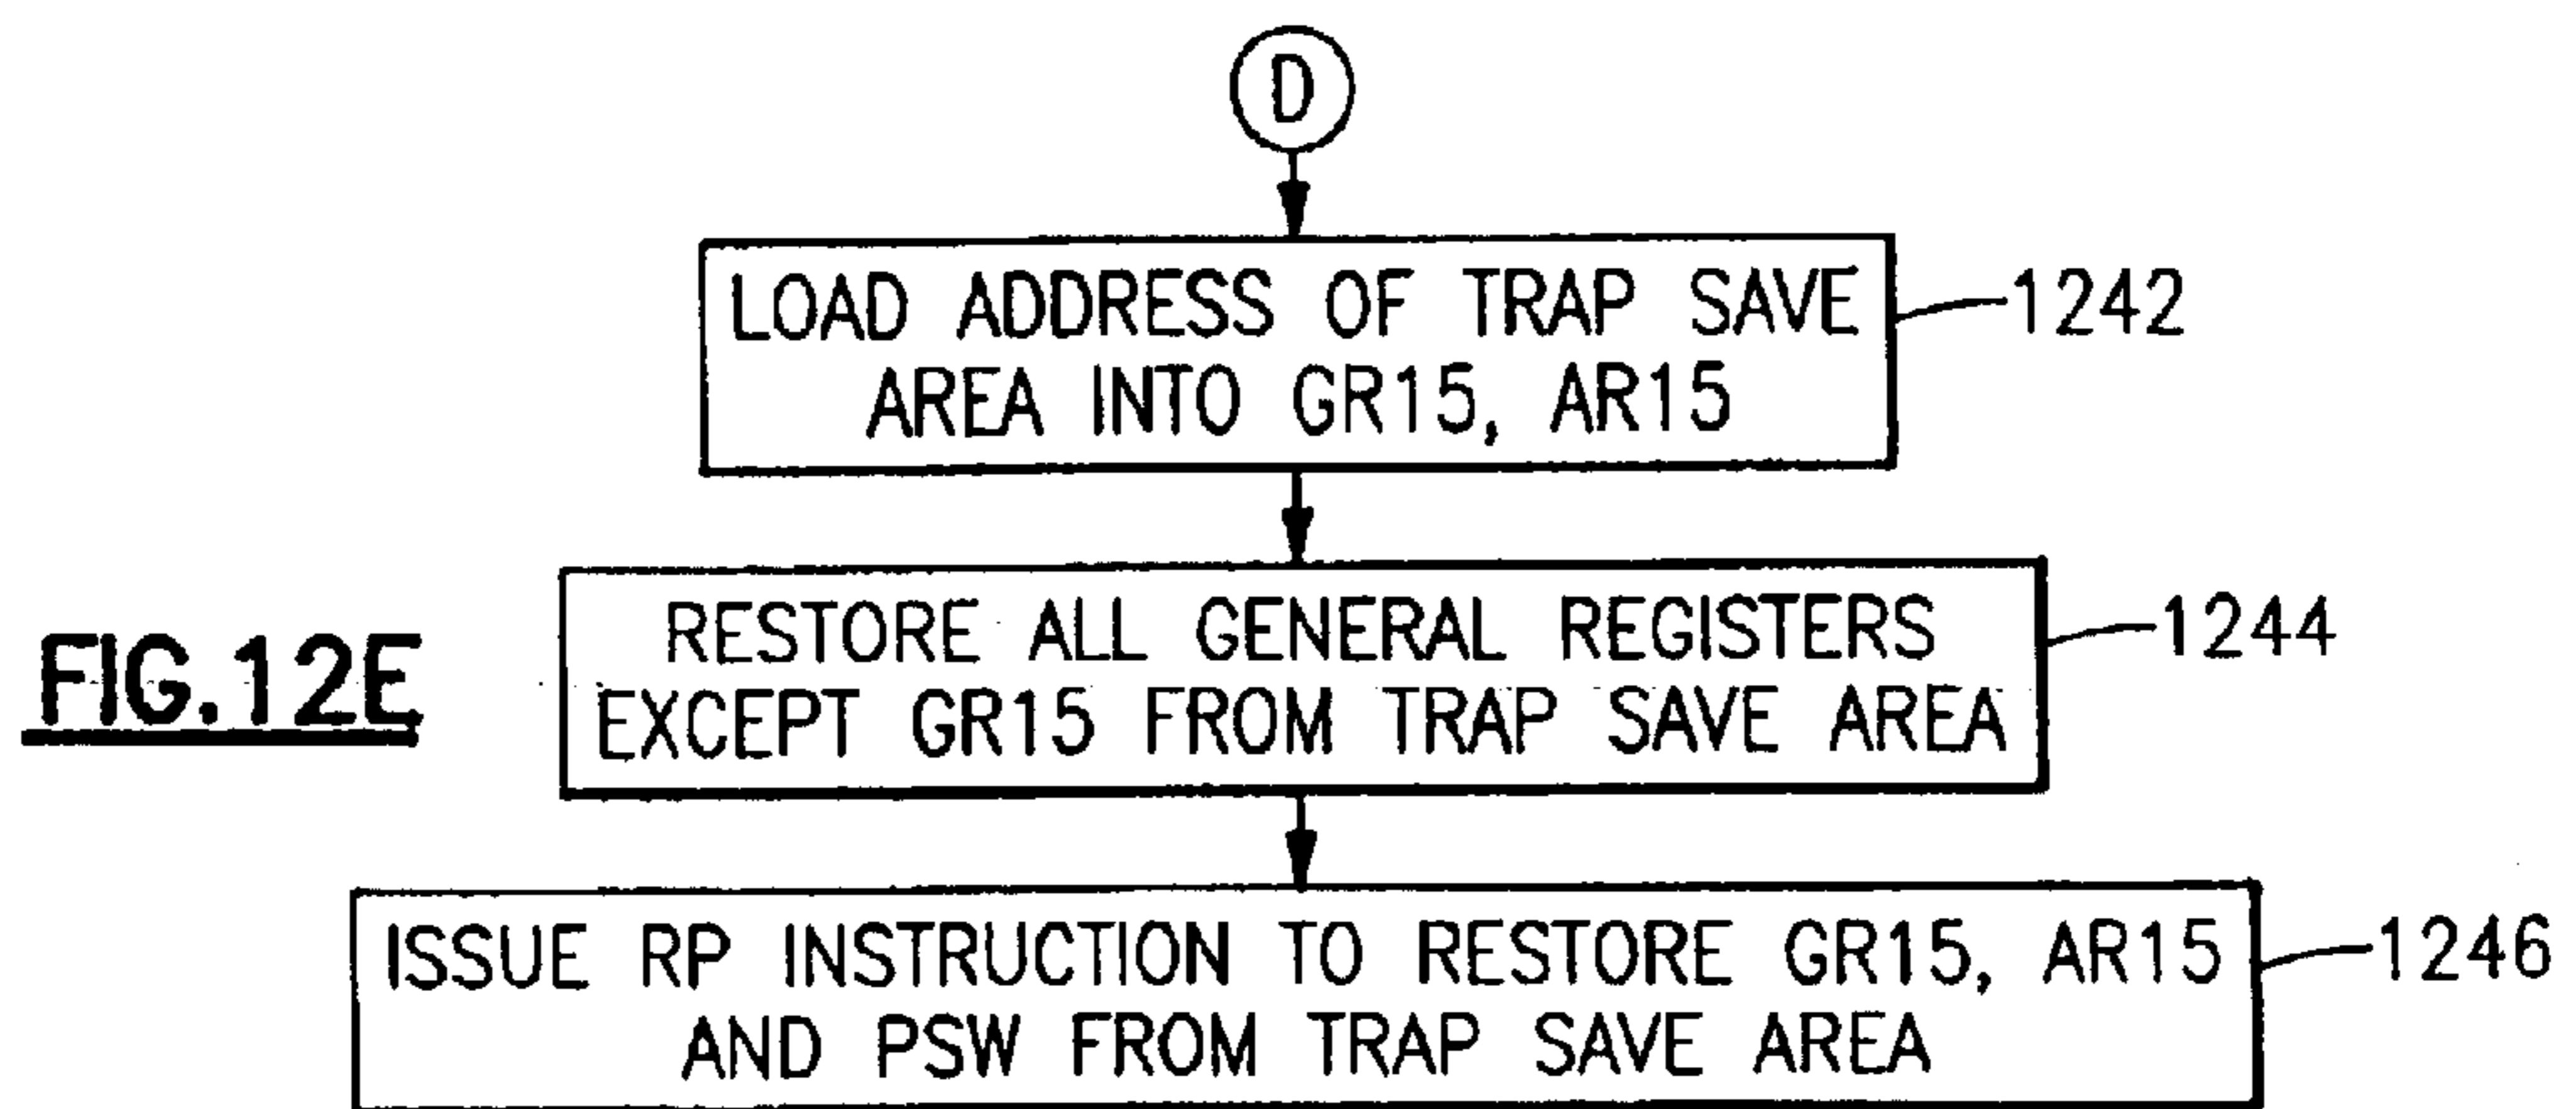 D
LOAD ADDRESS OF TRAP SAVE
AREA INTO GR15, AR15
1242
RESTORE ALL GENERAL REGISTERS
EXCEPT GR15 FROM TRAP SAVE AREA
1244
FIG.12E
ISSUE RP INSTRUCTION TO RESTORE GR15, AR15
AND PSW FROM TRAP SAVE AREA
1246